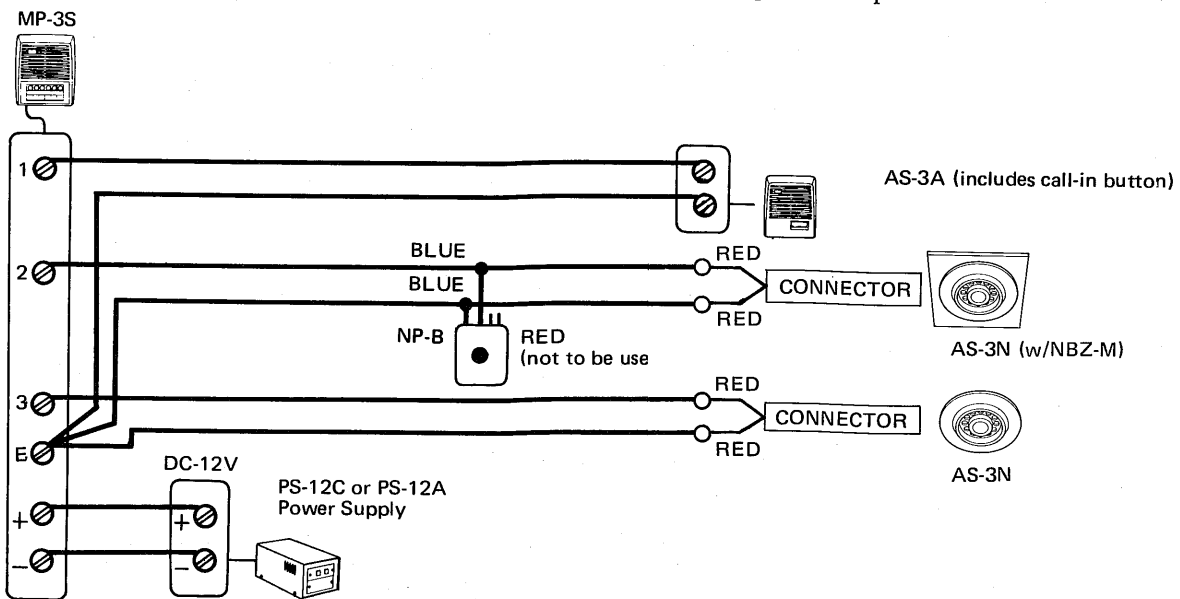 MP-3S
1
AS-3A (includes call-in button)
BLUE
RED
2
BLUE
CONNECTOR
RED
NP-B
RED
(not to be use
AS-3N (w/NBZ-M)
RED
3
CONNECTOR
RED
E
AS-3N
DC-12V
PS-12C or PS-12A
Power Supply
+
+
−
−